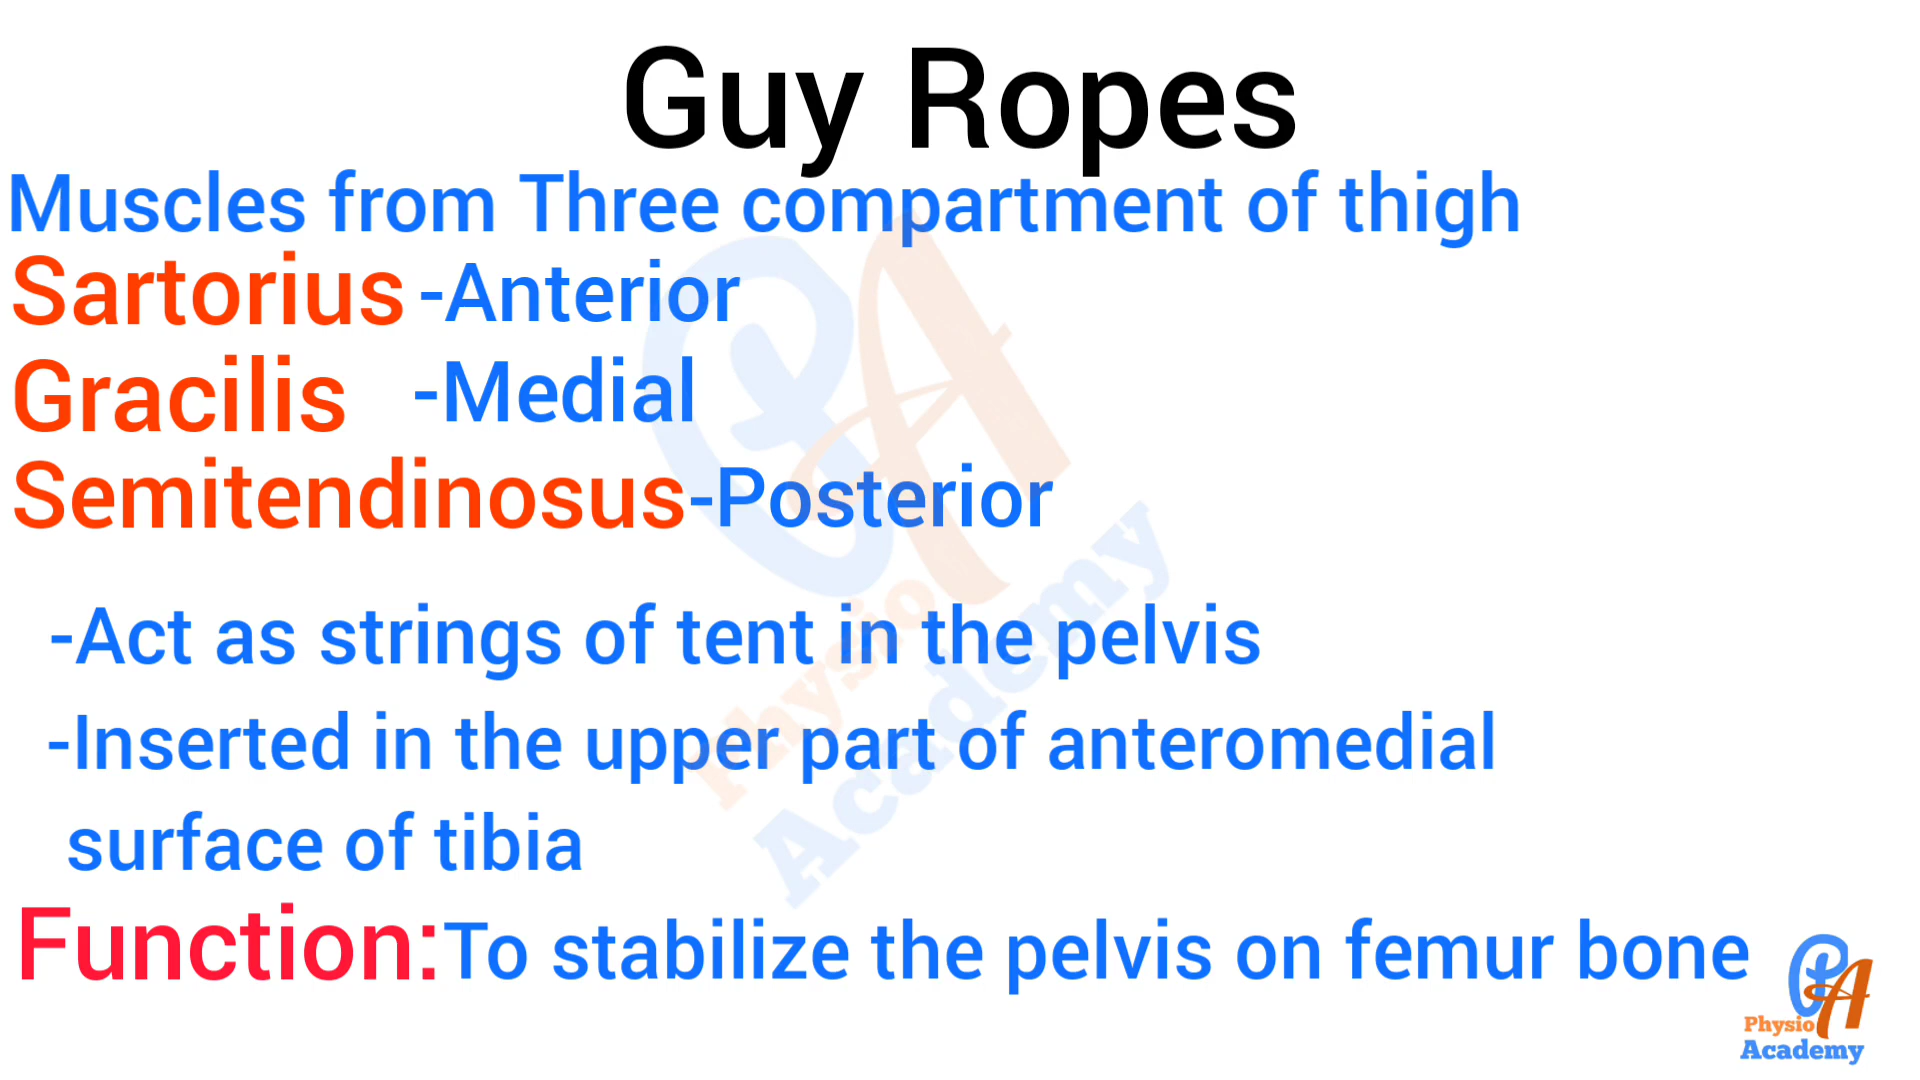 Guy Ropes
Muscles from Three compartment of thigh
Sartorius -Anterior
Gracilis -Medial
Semitendinosus-Posterior
-Act as strings of tent in the pelvis
-Inserted in the upper part of anteromedial
surface of tibia
Function:To stabilize the pelvis on femur bone
Physio
Academy
Physio
Academy